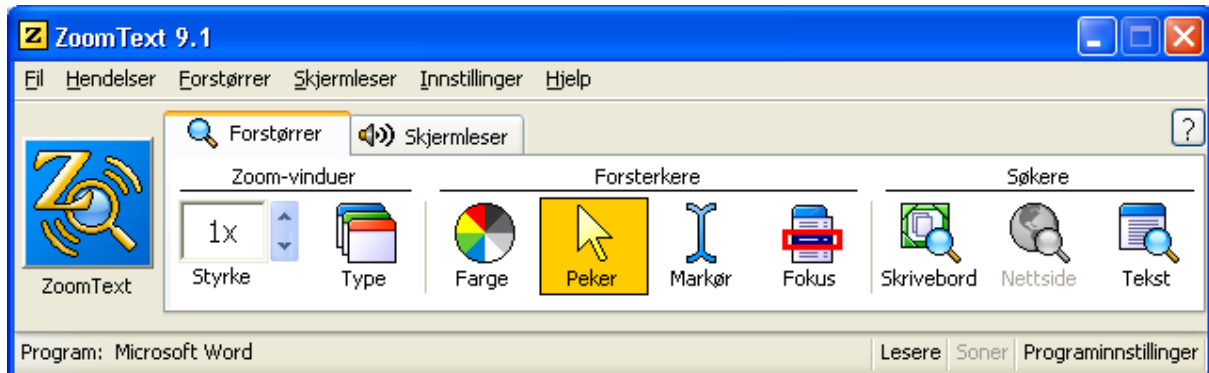 ZoomText 9.1
Fil Hendelser Forstørrer Skjermleser Innstillinger Hjelp
Forstørrer Skjermleser ?
Zoom-vinduer Forsterkere Søkere
1x
Styrke Type Farge Peker Markør Fokus Skrivebord Nettside Tekst
ZoomText
Program: Microsoft Word Lesere Soner Programinnstillinger